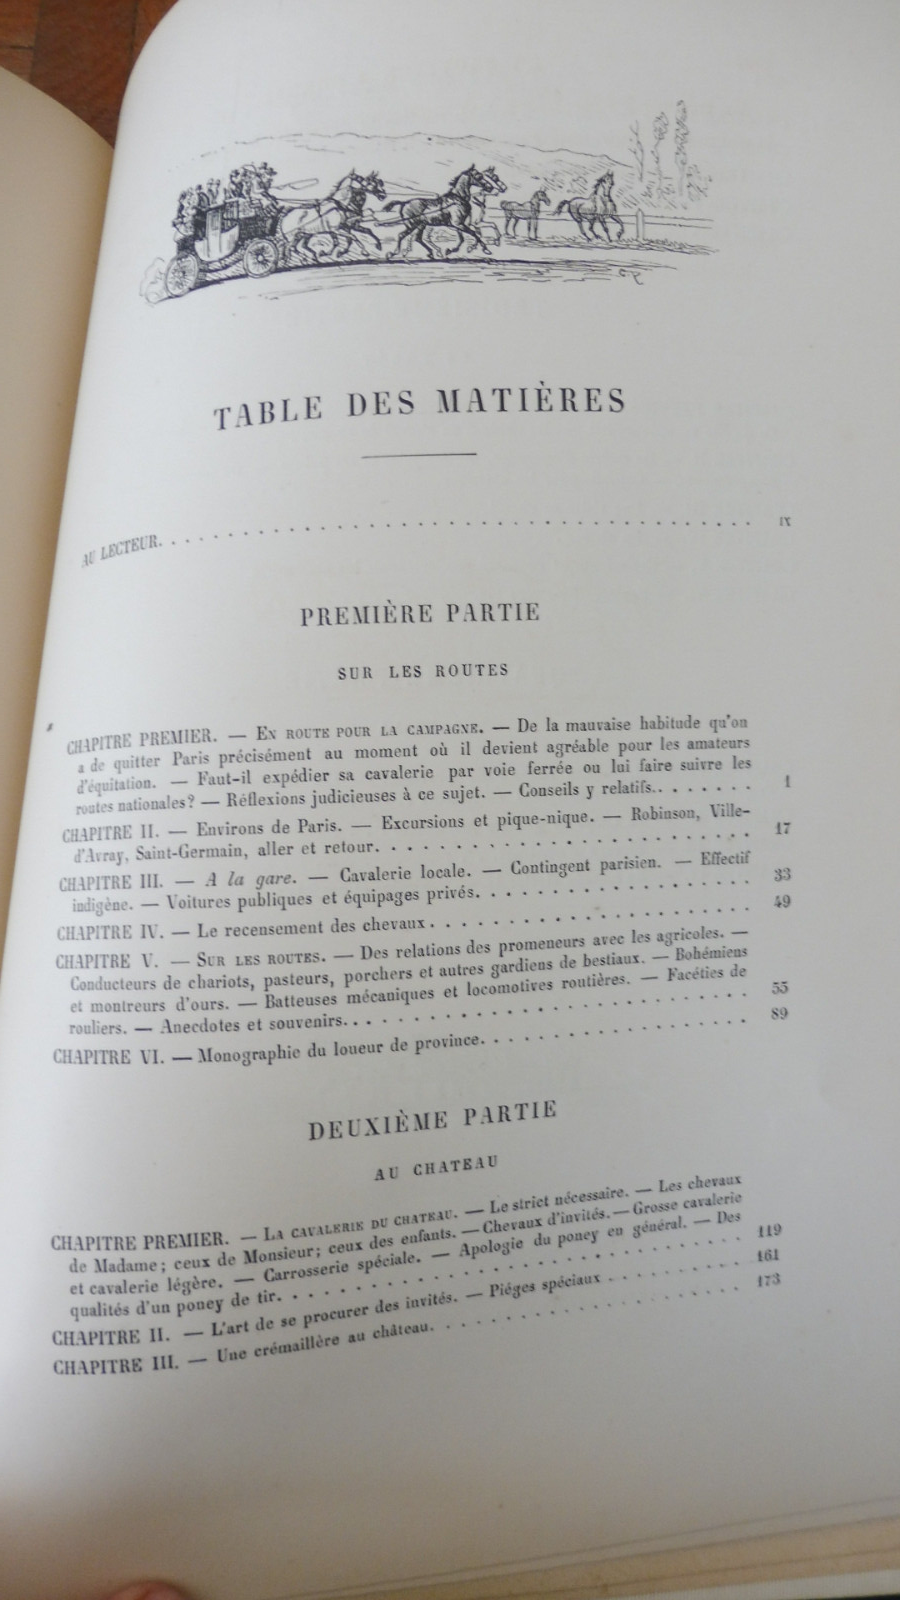 TABLE DES MATIÈRES
AU LECTEUR. . . . . . . . . . . . . . . . . . . . . . . . . . . . . . IX
PREMIÈRE PARTIE
SUR LES ROUTES
CHAPITRE PREMIER. — EN ROUTE POUR LA CAMPAGNE. — De la mauvaise habitude qu'on
a de quitter Paris précisément au moment où il devient agréable pour les amateurs
d'équitation. — Faut-il expédier sa cavalerie par voie ferrée ou lui faire suivre les
routes nationales? — Réflexions judicieuses à ce sujet. — Conseils y relatifs. . . . . . . . 1
CHAPITRE II. — Environs de Paris. — Excursions et pique-nique. — Robinson, Ville-
d'Avray, Saint-Germain, aller et retour. . . . . . . . . . . . . . . . . . . . 17
CHAPITRE III. — A la gare. — Cavalerie locale. — Contingent parisien. — Effectif
indigène. — Voitures publiques et équipages privés. . . . . . . . . . . . . . . 33
CHAPITRE IV. — Le recensement des chevaux. . . . . . . . . . . . . . . . . . 49
CHAPITRE V. — SUR LES ROUTES. — Des relations des promeneurs avec les agricoles. —
Conducteurs de chariots, pasteurs, porchers et autres gardiens de bestiaux. — Bohémiens
et montreurs d'ours. — Batteuses mécaniques et locomotives routières. — Facéties de
rouliers. — Anecdotes et souvenirs. . . . . . . . . . . . . . . . . . . . . . 55
CHAPITRE VI. — Monographie du loueur de province. . . . . . . . . . . . . . . 89
DEUXIÈME PARTIE
AU CHATEAU
CHAPITRE PREMIER. — LA CAVALERIE DU CHATEAU. — Le strict nécessaire. — Les chevaux
de Madame; ceux de Monsieur; ceux des enfants. — Chevaux d'invités. — Grosse cavalerie
et cavalerie légère. — Carrosserie spéciale. — Apologie du poney en général. — Des
qualités d'un poney de tir. . . . . . . . . . . . . . . . . . . . . . . . . . 119
CHAPITRE II. — L'art de se procurer des invités. — Piéges spéciaux . . . . . . . . . 161
CHAPITRE III. — Une crémaillère au château. . . . . . . . . . . . . . . . . . 173